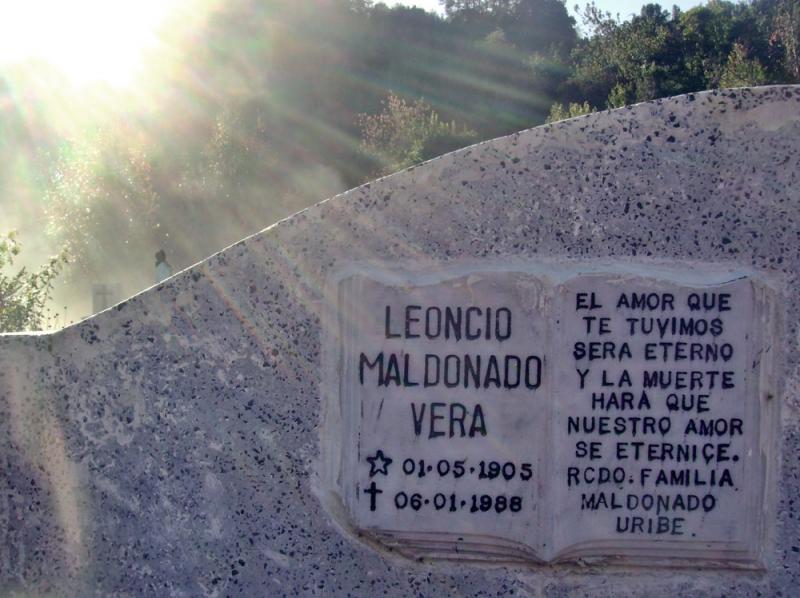 LEONCIO
MALDONADO
VERA
☆ 01·05·1905
† 06·01·1988
EL AMOR QUE
TE TUVIMOS
SERA ETERNO
Y LA MUERTE
HARA QUE
NUESTRO AMOR
SE ETERNICE.
RCDO. FAMILIA
MALDONADO
URIBE.